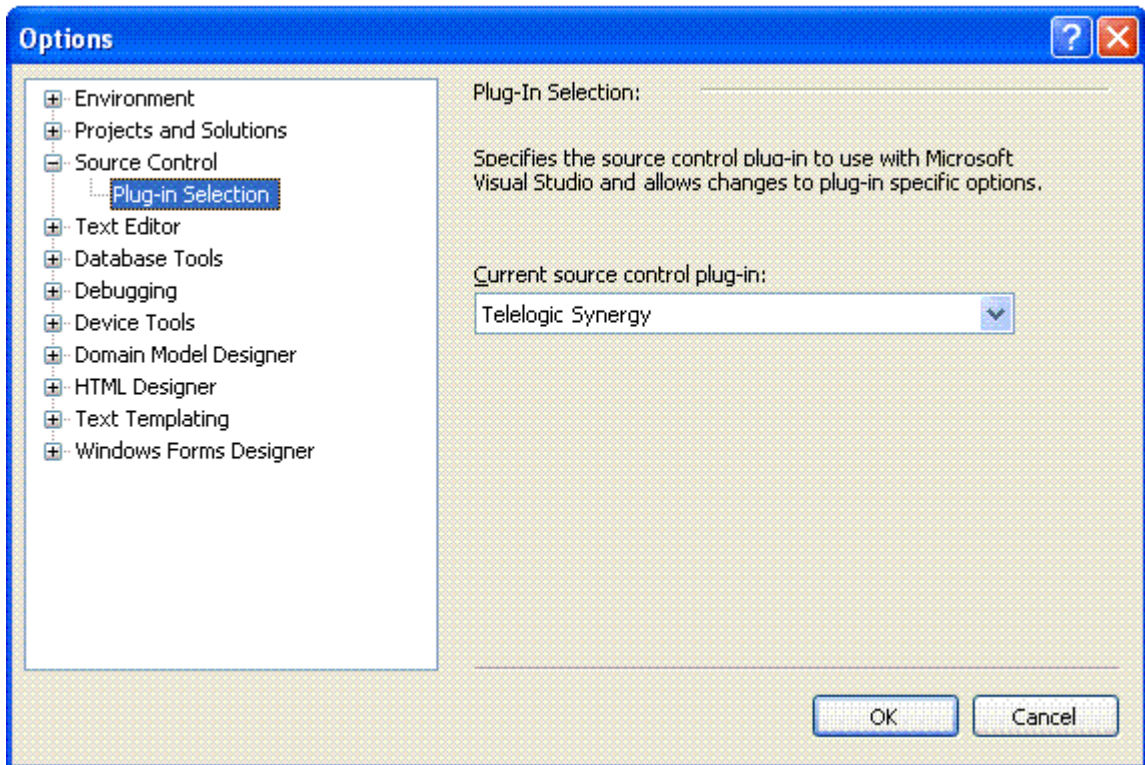 Options
Environment
Projects and Solutions
Source Control
Plug-in Selection
Text Editor
Database Tools
Debugging
Device Tools
Domain Model Designer
HTML Designer
Text Templating
Windows Forms Designer
Plug-In Selection:
Specifies the source control plug-in to use with Microsoft
Visual Studio and allows changes to plug-in specific options.
Current source control plug-in:
Telelogic Synergy
OK
Cancel